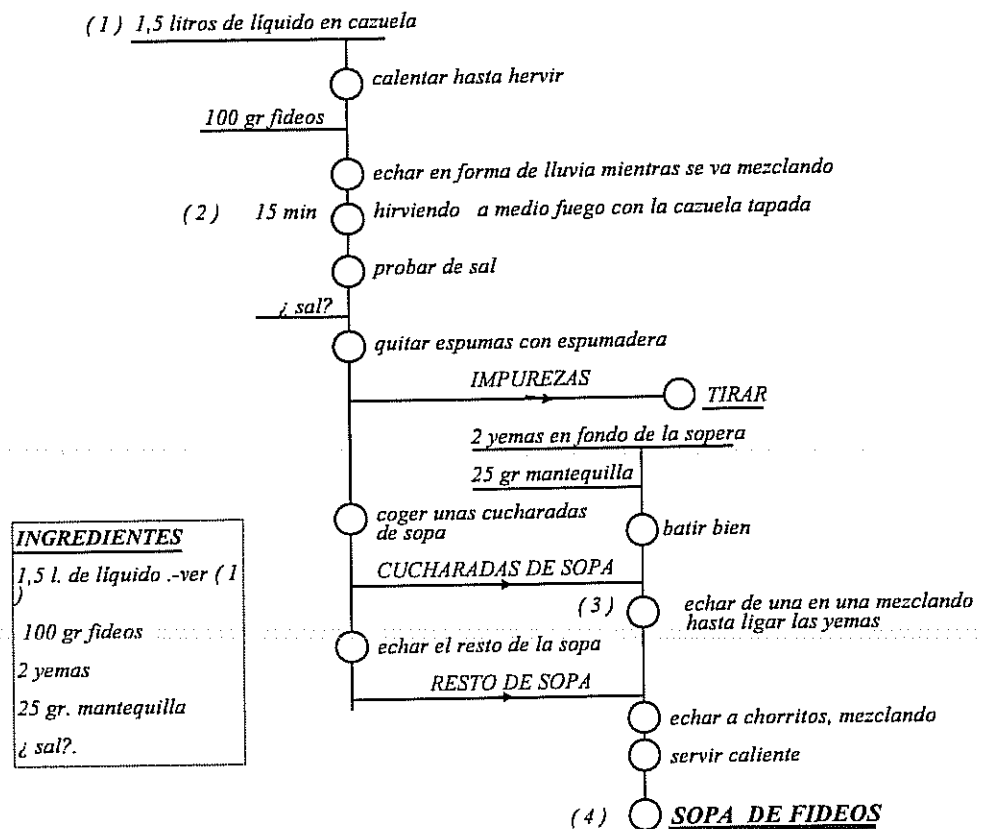 (1) 1,5 litros de líquido en cazuela
calentar hasta hervir
100 gr fideos
echar en forma de lluvia mientras se va mezclando
(2) 15 min hirviendo a medio fuego con la cazuela tapada
probar de sal
¿ sal?
quitar espumas con espumadera
IMPUREZAS
TIRAR
2 yemas en fondo de la sopera
25 gr mantequilla
coger unas cucharadas
de sopa
batir bien
CUCHARADAS DE SOPA
(3) echar de una en una mezclando
hasta ligar las yemas
echar el resto de la sopa
RESTO DE SOPA
echar a chorritos, mezclando
servir caliente
(4) SOPA DE FIDEOS
INGREDIENTES
1,5 l. de líquido .-ver (1
)
100 gr fideos
2 yemas
25 gr. mantequilla
¿ sal?.